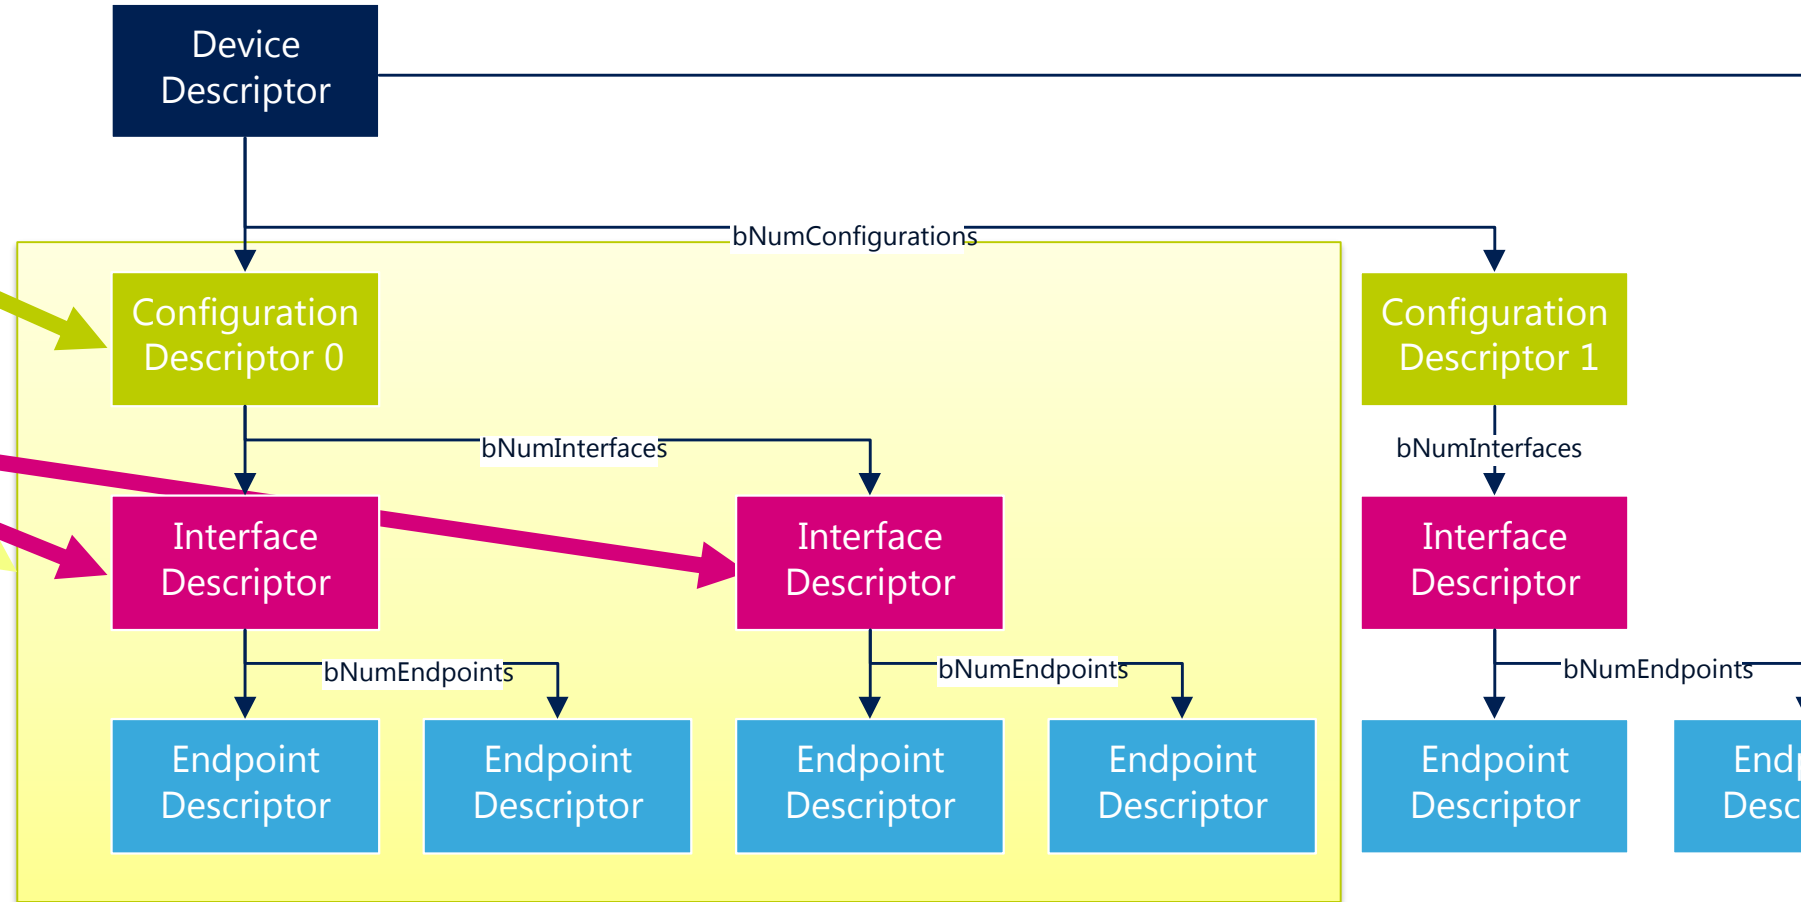 Device
Descriptor
bNumConfigurations
Configuration
Descriptor 0
Configuration
Descriptor 1
bNumInterfaces
bNumInterfaces
Interface
Descriptor
Interface
Descriptor
Interface
Descriptor
bNumEndpoints
bNumEndpoints
bNumEndpoints
Endpoint
Descriptor
Endpoint
Descriptor
Endpoint
Descriptor
Endpoint
Descriptor
Endpoint
Descriptor